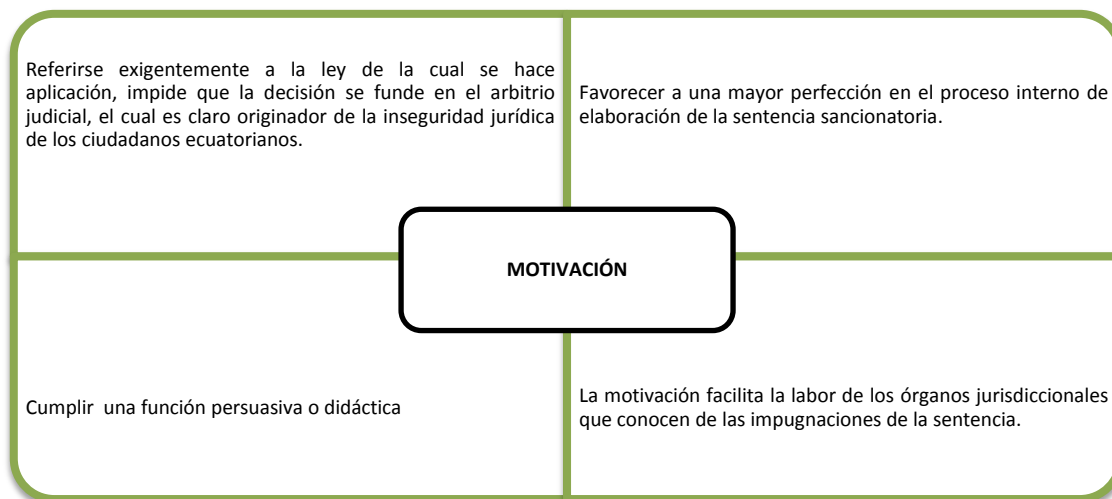 Referirse exigentemente a la ley de la cual se hace
aplicación, impide que la decisión se funde en el arbitrio
judicial, el cual es claro originador de la inseguridad jurídica
de los ciudadanos ecuatorianos.
Favorecer a una mayor perfección en el proceso interno de
elaboración de la sentencia sancionatoria.
MOTIVACIÓN
Cumplir una función persuasiva o didáctica
La motivación facilita la labor de los órganos jurisdiccionales
que conocen de las impugnaciones de la sentencia.